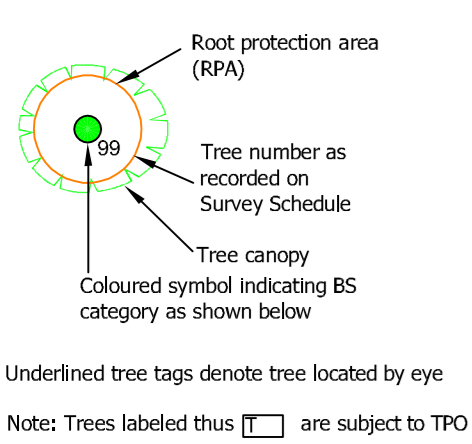 Root protection area
(RPA)
99
Tree number as
recorded on
Survey Schedule
Tree canopy
Coloured symbol indicating BS
category as shown below
Underlined tree tags denote tree located by eye
Note: Trees labeled thus T are subject to TPO